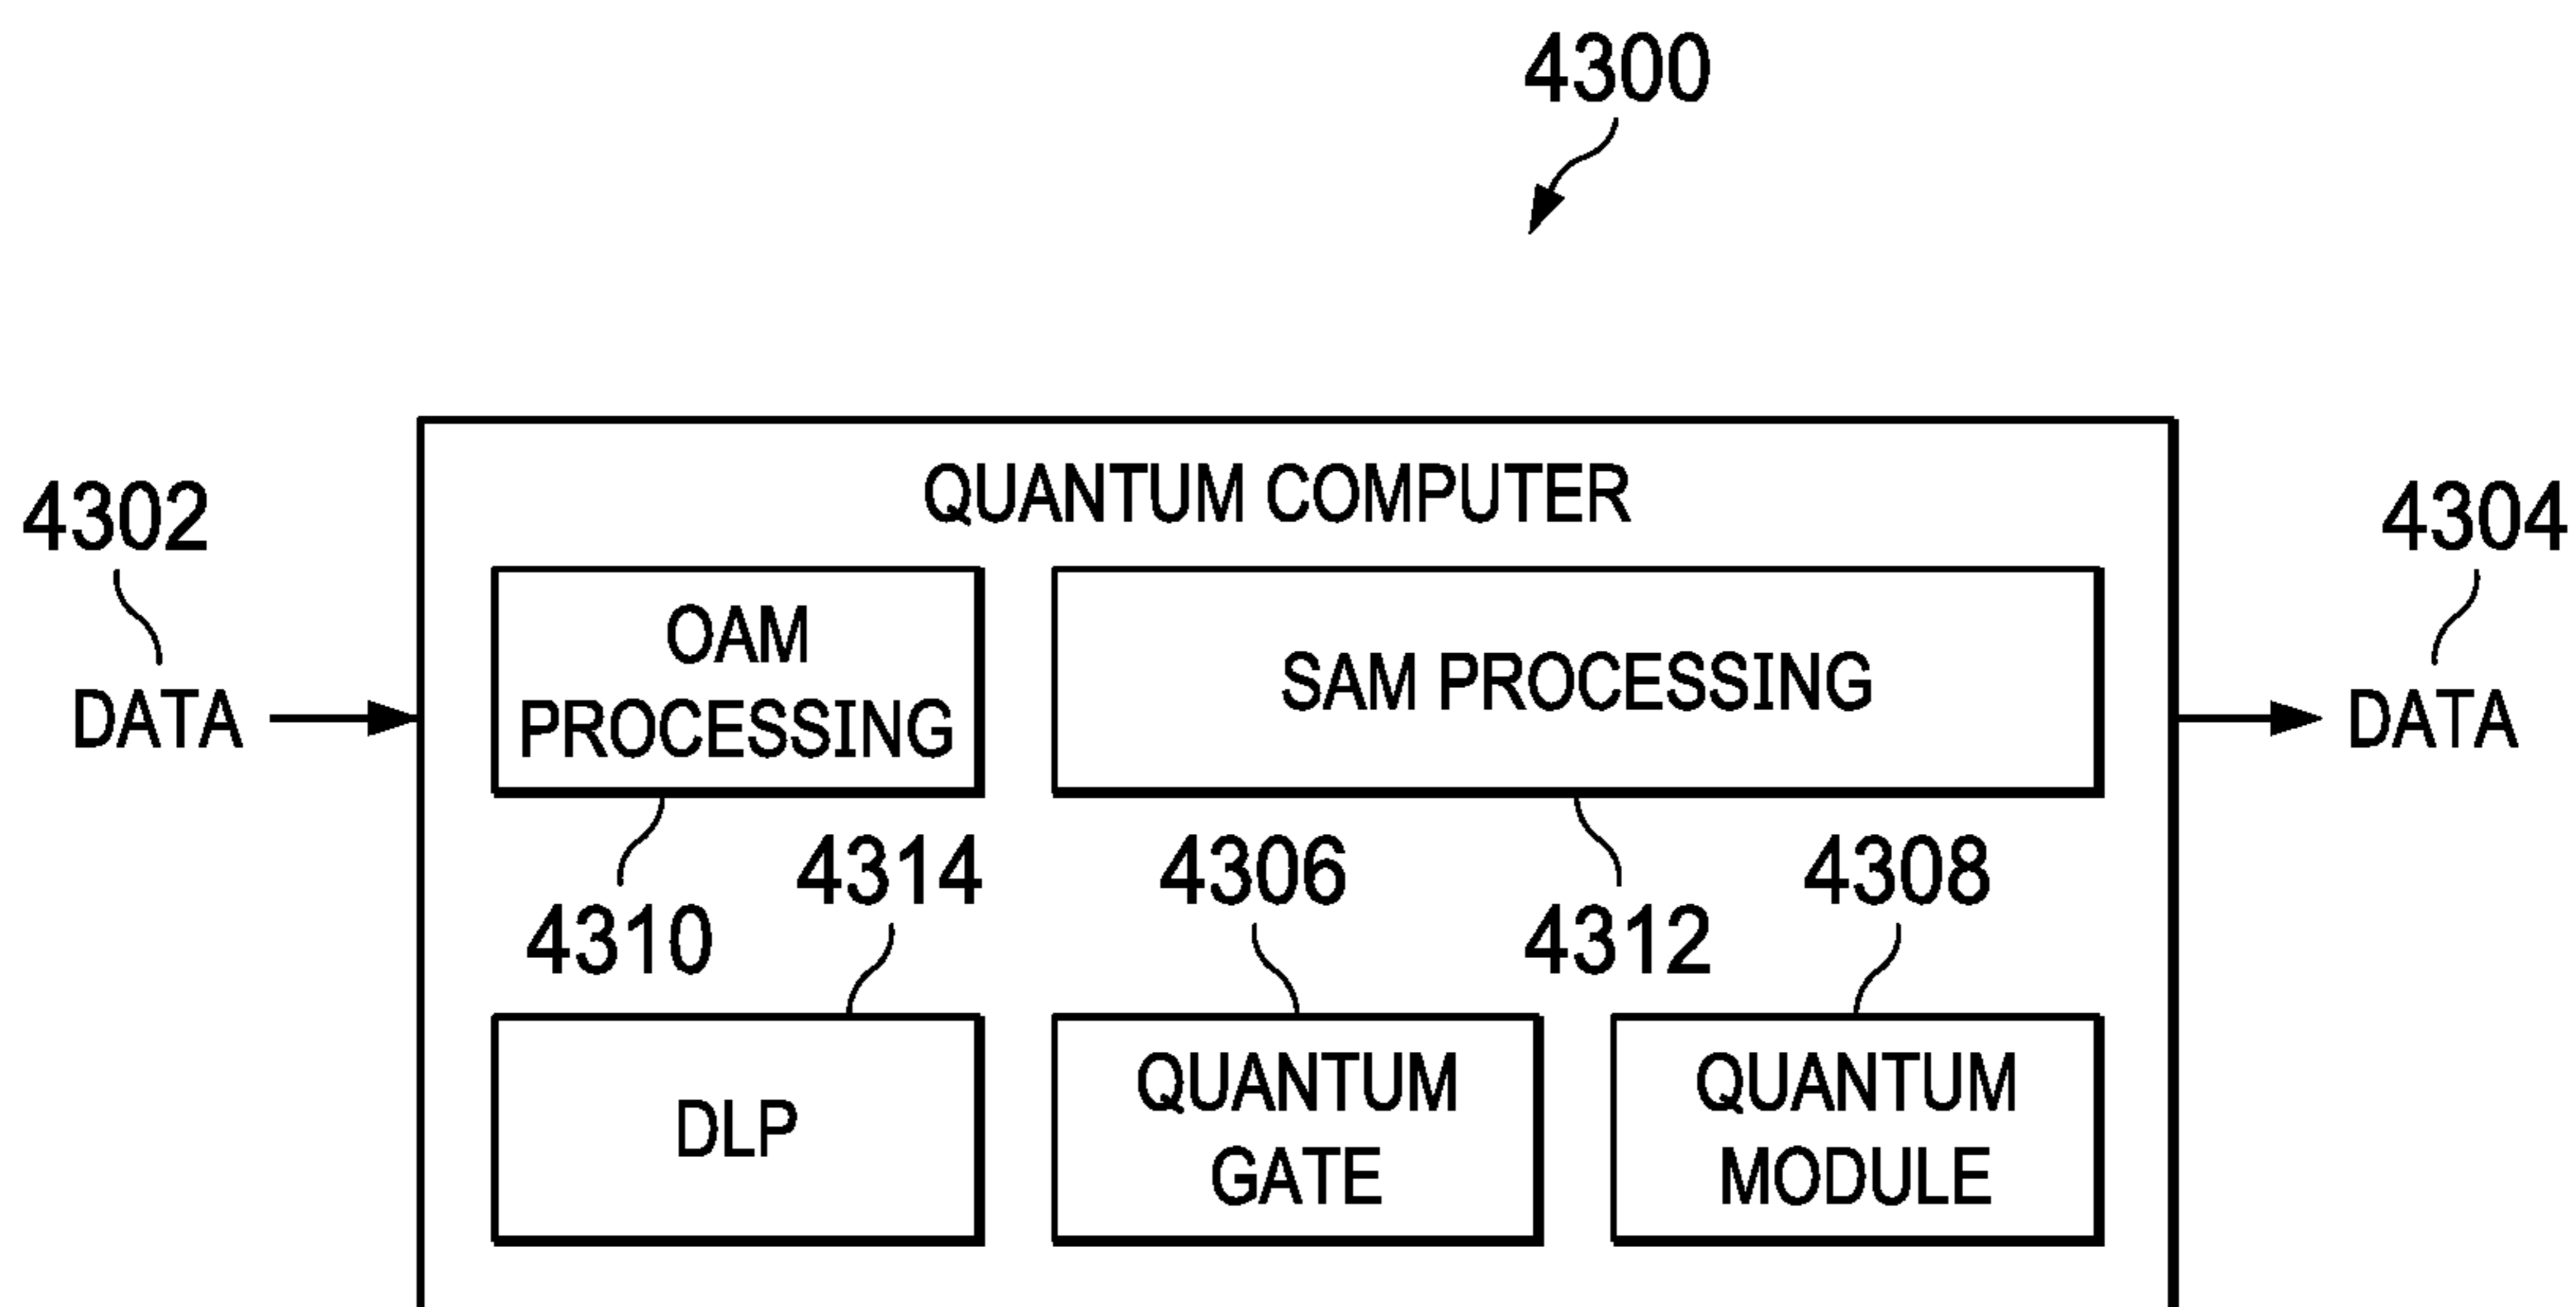 4300
QUANTUM COMPUTER
4302
4304
OAM
PROCESSING
SAM PROCESSING
DATA
DATA
4314
4306
4308
4310
4312
DLP
QUANTUM
GATE
QUANTUM
MODULE